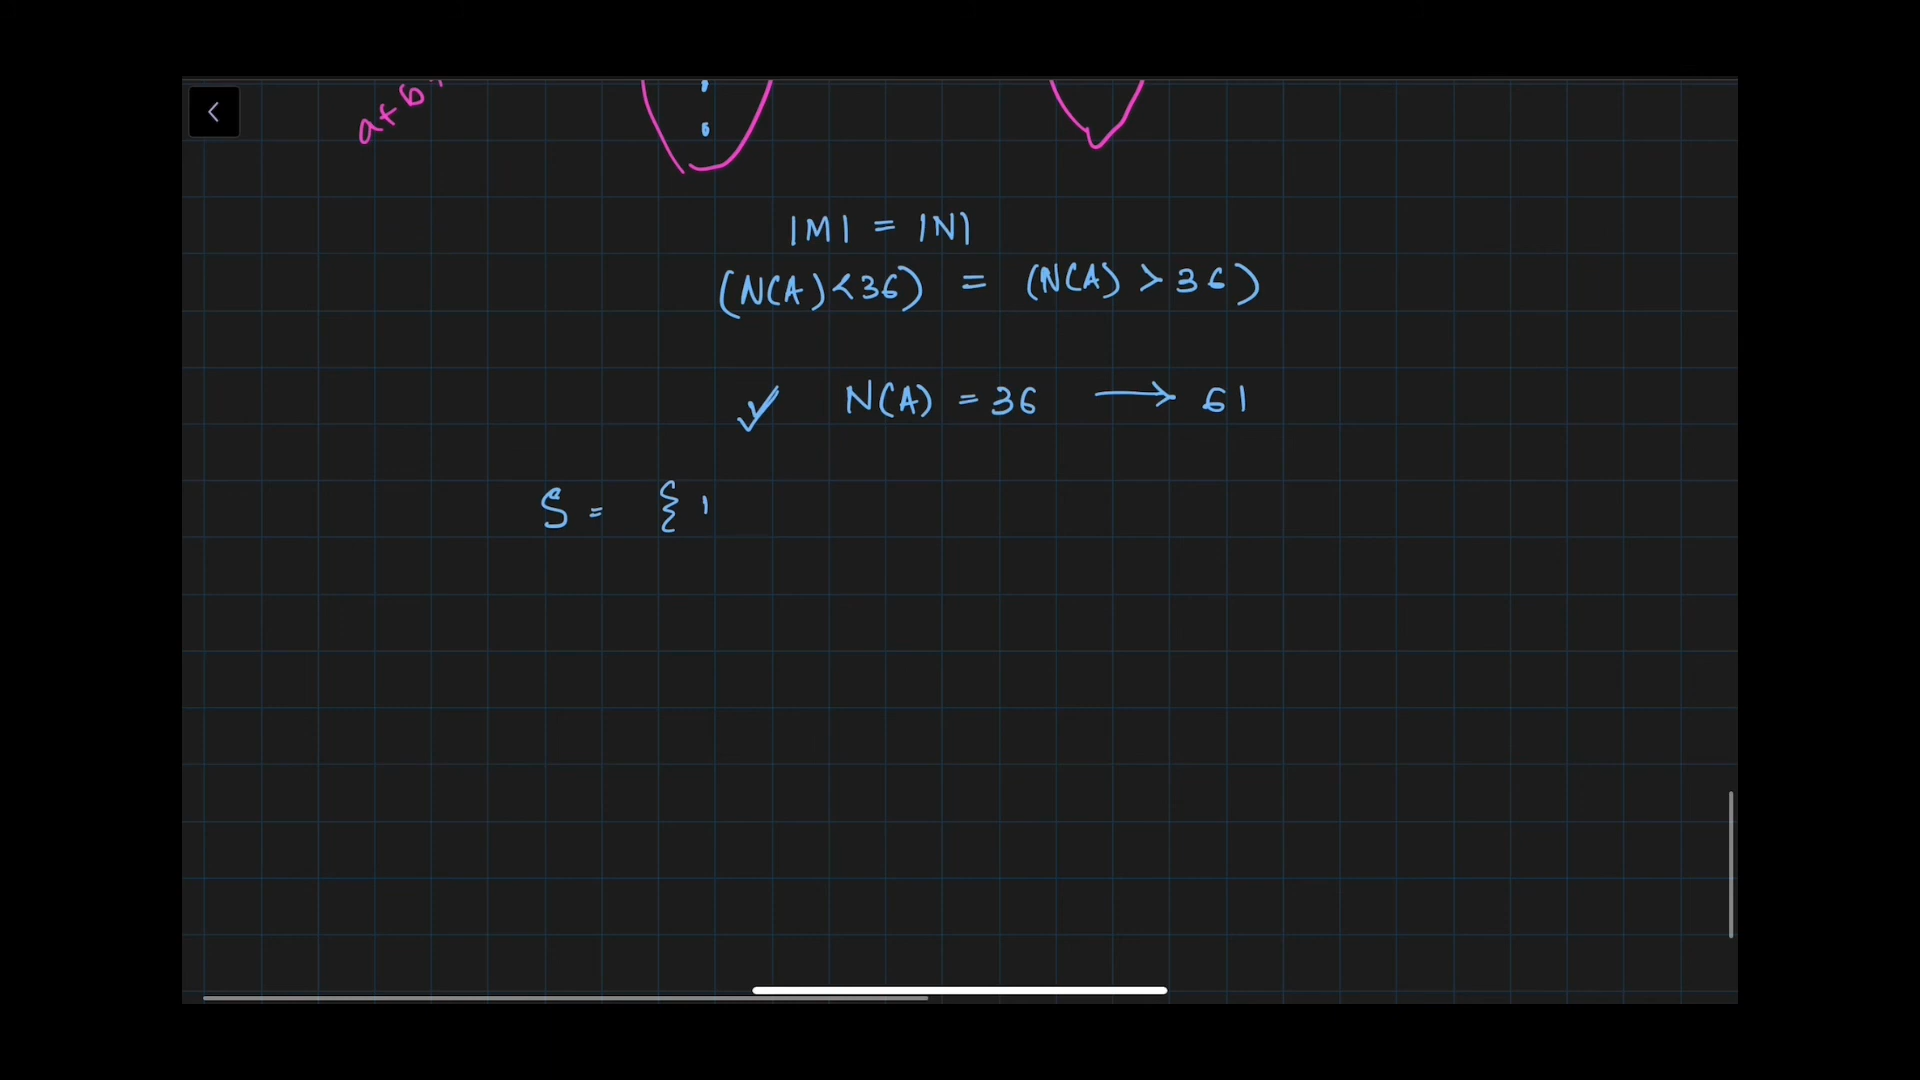 a+b
|M| = |N|
(N(A) < 36) = (N(A) > 36)
✓ N(A) = 36 → 61
S = { 1